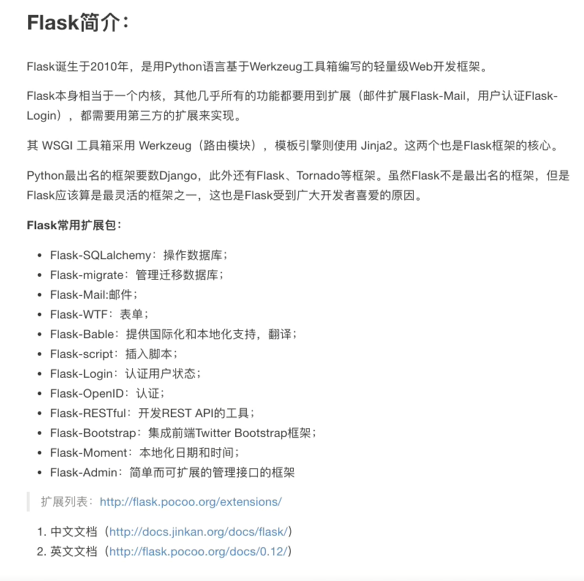 Flask简介：
Flask诞生于2010年，是用Python语言基于Werkzeug工具箱编写的轻量级Web开发框架。
Flask本身相当于一个内核，其他几乎所有的功能都要用到扩展（邮件扩展Flask-Mail，用户认证Flask-
Login），都需要用第三方的扩展来实现。
其 WSGI 工具箱采用 Werkzeug（路由模块），模板引擎则使用 Jinja2。这两个也是Flask框架的核心。
Python最出名的框架要数Django，此外还有Flask、Tornado等框架。虽然Flask不是最出名的框架，但是
Flask应该算是最灵活的框架之一，这也是Flask受到广大开发者喜爱的原因。
Flask常用扩展包：
• Flask-SQLalchemy：操作数据库；
• Flask-migrate：管理迁移数据库；
• Flask-Mail:邮件；
• Flask-WTF：表单；
• Flask-Bable：提供国际化和本地化支持，翻译；
• Flask-script：插入脚本；
• Flask-Login：认证用户状态；
• Flask-OpenID：认证；
• Flask-RESTful：开发REST API的工具；
• Flask-Bootstrap：集成前端Twitter Bootstrap框架；
• Flask-Moment：本地化日期和时间；
• Flask-Admin：简单而可扩展的管理接口的框架
扩展列表：http://flask.pocoo.org/extensions/
1. 中文文档（http://docs.jinkan.org/docs/flask/）
2. 英文文档（http://flask.pocoo.org/docs/0.12/）